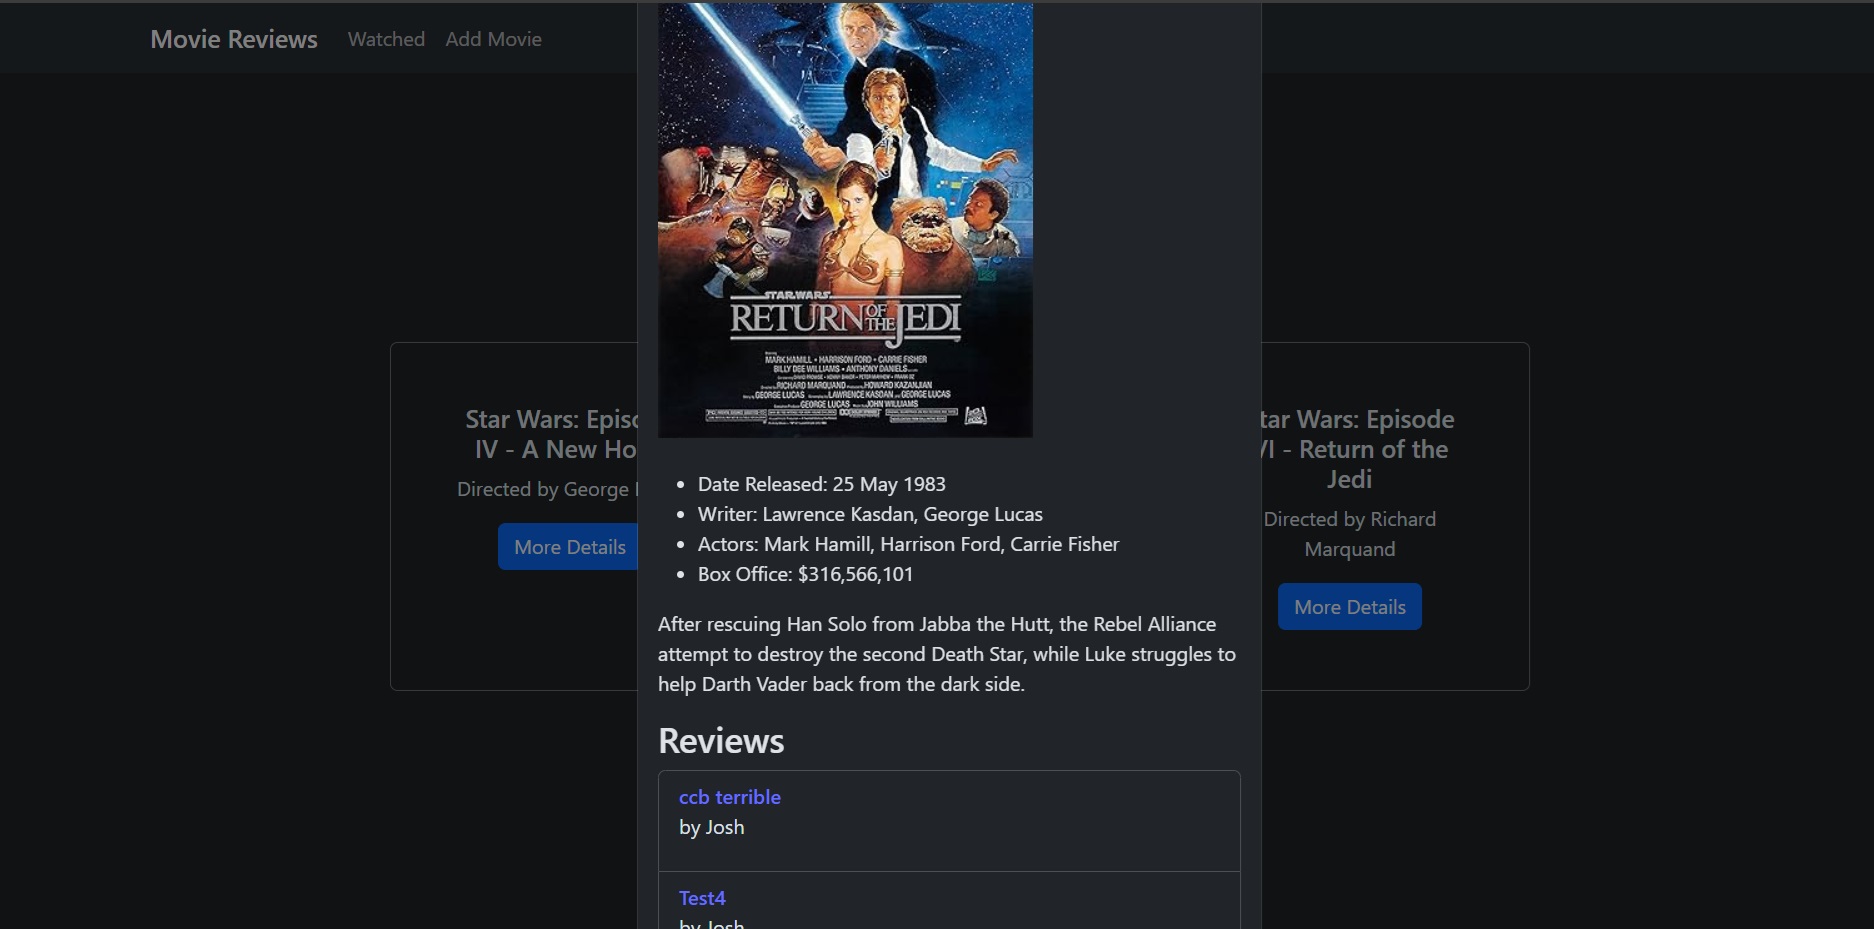 Movie Reviews Watched Add Movie
STAR WARS
RETURN OF THE JEDI
MARK HAMILL • HARRISON FORD • CARRIE FISHER
BILLY DEE WILLIAMS • ANTHONY DANIELS
RICHARD MARQUAND HOWARD KAZANJIAN
GEORGE LUCAS LAWRENCE KASDAN GEORGE LUCAS
GEORGE LUCAS JOHN WILLIAMS
Star Wars: Episo
IV - A New Ho
Directed by George
More Details
• Date Released: 25 May 1983
• Writer: Lawrence Kasdan, George Lucas
• Actors: Mark Hamill, Harrison Ford, Carrie Fisher
• Box Office: $316,566,101
After rescuing Han Solo from Jabba the Hutt, the Rebel Alliance
attempt to destroy the second Death Star, while Luke struggles to
help Darth Vader back from the dark side.
Reviews
ccb terrible
by Josh
Test4
by Josh
tar Wars: Episode
VI - Return of the
Jedi
Directed by Richard
Marquand
More Details